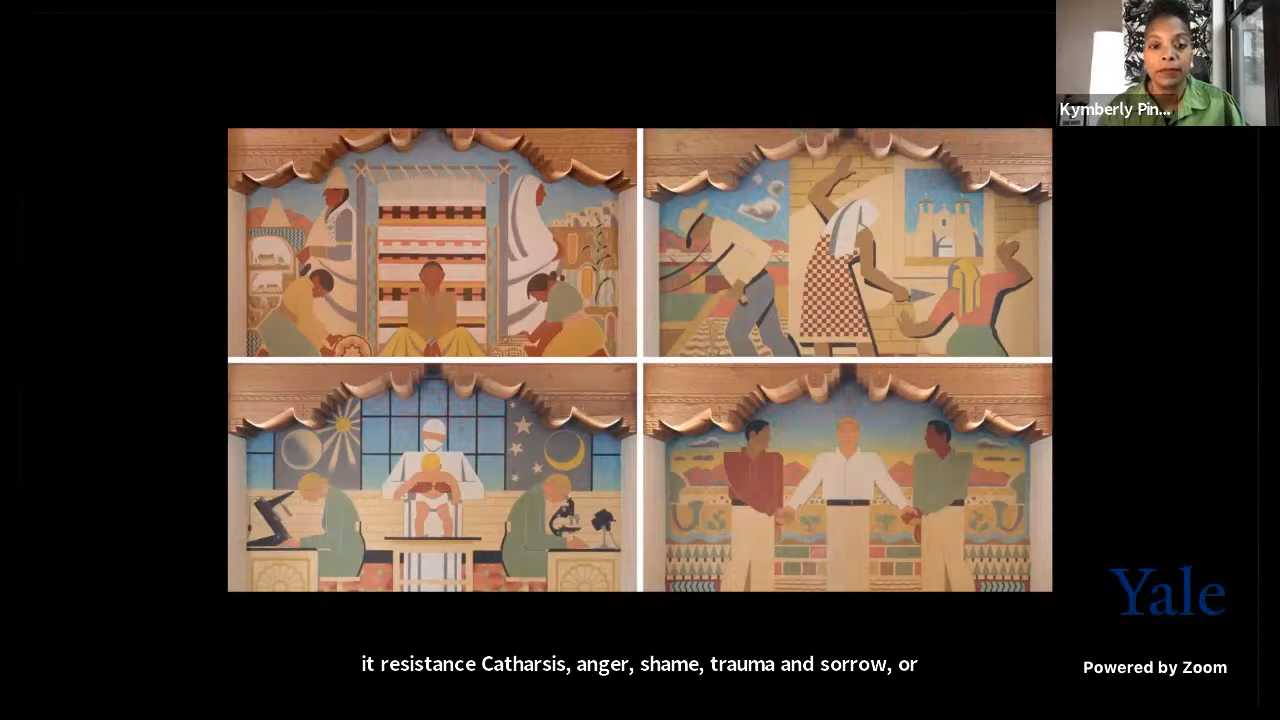 Kymberly Pin...
Yale
it resistance Catharsis, anger, shame, trauma and sorrow, or
Powered by Zoom